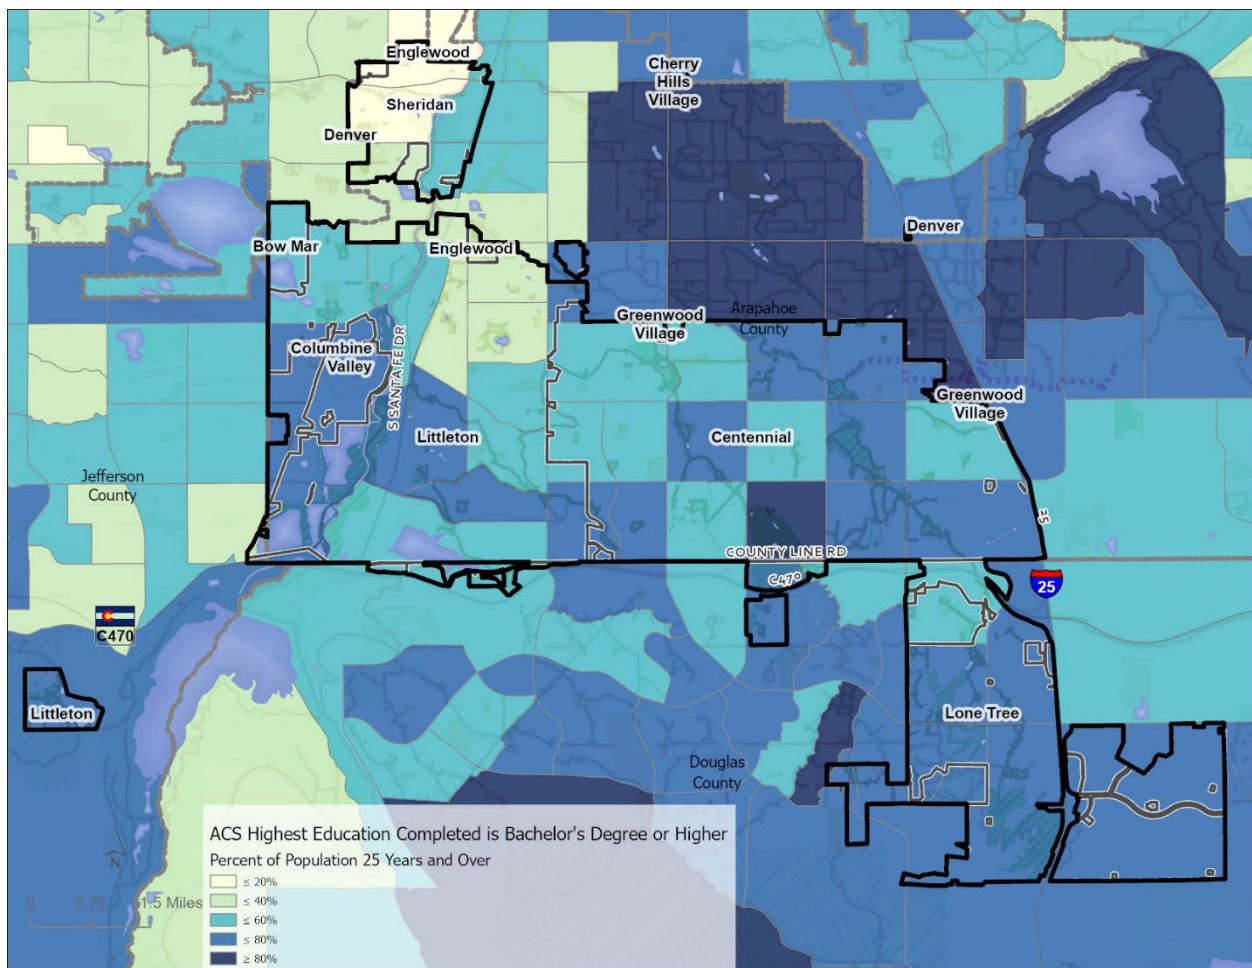 Englewood
Cherry
Hills
Village
Sheridan
Denver
Denver
Bow Mar
Englewood
Greenwood
Village
Arapahoe
County
Columbine
Valley
S SANTA FE DR
Greenwood
Village
Littleton
Centennial
Jefferson
County
25
COUNTY LINE RD
C470
25
C470
Littleton
Lone Tree
Douglas
County
ACS Highest Education Completed is Bachelor's Degree or Higher
Percent of Population 25 Years and Over
N
≤ 20%
≤ 40%
0 0.75 1.5 Miles
≤ 60%
≤ 80%
≥ 80%